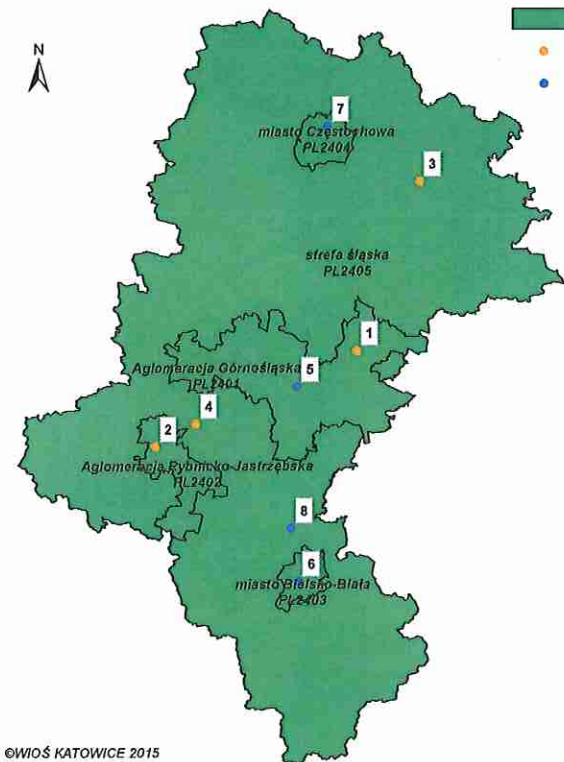 N
7
miasto Częstochowa
PL2404
3
strefa śląska
PL2405
1
Aglomeracja Górnośląska
PL2401
5
4
2
Aglomeracja Rybnicko-Jastrzębska
PL2402
8
6
miasto Bialsko-Biała
PL2403
©WIOŚ KATOWICE 2015